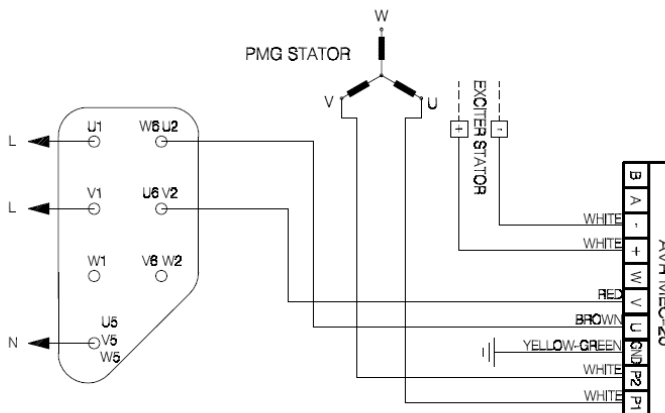 W
PMG STATOR
V
U
EXCITER STATOR
+
-
L
U1
W6 U2
L
V1
U6 V2
W1
V6 W2
N
U5
V5
W5
WHITE
WHITE
RED
BROWN
YELLOW-GREEN
WHITE
WHITE
B
A
-
+
W
V
U
GND
P2
P1